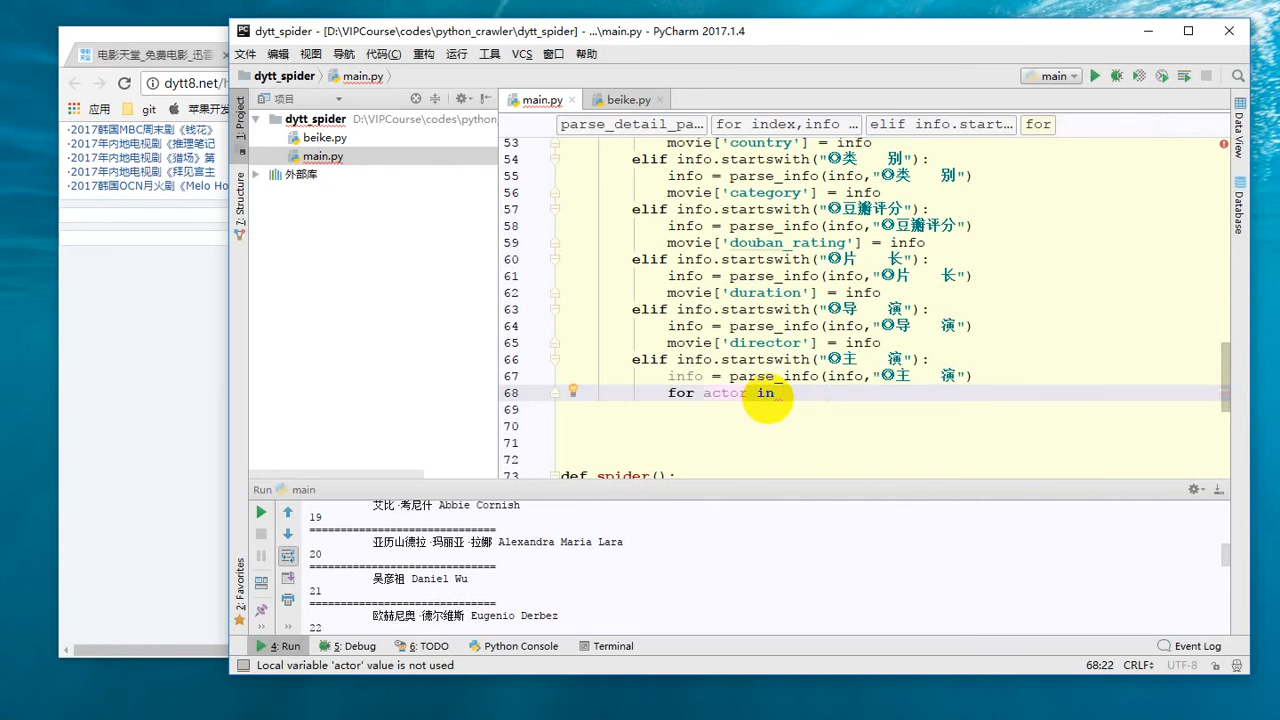 dytt_spider - [D:\VIPCourse\codes\python_crawler\dytt_spider] - ...\main.py - PyCharm 2017.1.4
文件 编辑 视图 导航 代码(C) 重构 运行 工具 VCS 窗口 帮助
dytt_spider main.py
main
电影天堂_免费电影_迅雷
dytt8.net/h
应用 git 苹果开发
·2017韩国MBC周末剧《钱花》
·2017年内地电视剧《推理笔记
·2017年内地电视剧《猎场》第
·2017年内地电视剧《拜见宫主
·2017韩国OCN月火剧《Melo Ho
1: Project
7: Structure
2: Favorites
项目
dytt_spider D:\VIPCourse\codes\python
beike.py
main.py
外部库
main.py beike.py
parse_detail_pa... for index,info ... elif info.start... for
53 movie['country'] = info
54 elif info.startswith("◎类　　别"):
55 info = parse_info(info,"◎类　　别")
56 movie['category'] = info
57 elif info.startswith("◎豆瓣评分"):
58 info = parse_info(info,"◎豆瓣评分")
59 movie['douban_rating'] = info
60 elif info.startswith("◎片　　长"):
61 info = parse_info(info,"◎片　　长")
62 movie['duration'] = info
63 elif info.startswith("◎导　　演"):
64 info = parse_info(info,"◎导　　演")
65 movie['director'] = info
66 elif info.startswith("◎主　　演"):
67 info = parse_info(info,"◎主　　演")
68 for actor in
69
70
71
72
73 def spider():
Data View
Database
Run main
艾比·考尼什 Abbie Cornish
19
==============================
亚历山德拉·玛丽亚·拉娜 Alexandra Maria Lara
20
==============================
吴彦祖 Daniel Wu
21
==============================
欧赫尼奥·德尔维斯 Eugenio Derbez
22
4: Run 5: Debug 6: TODO Python Console Terminal Event Log
Local variable 'actor' value is not used 68:22 CRLF UTF-8